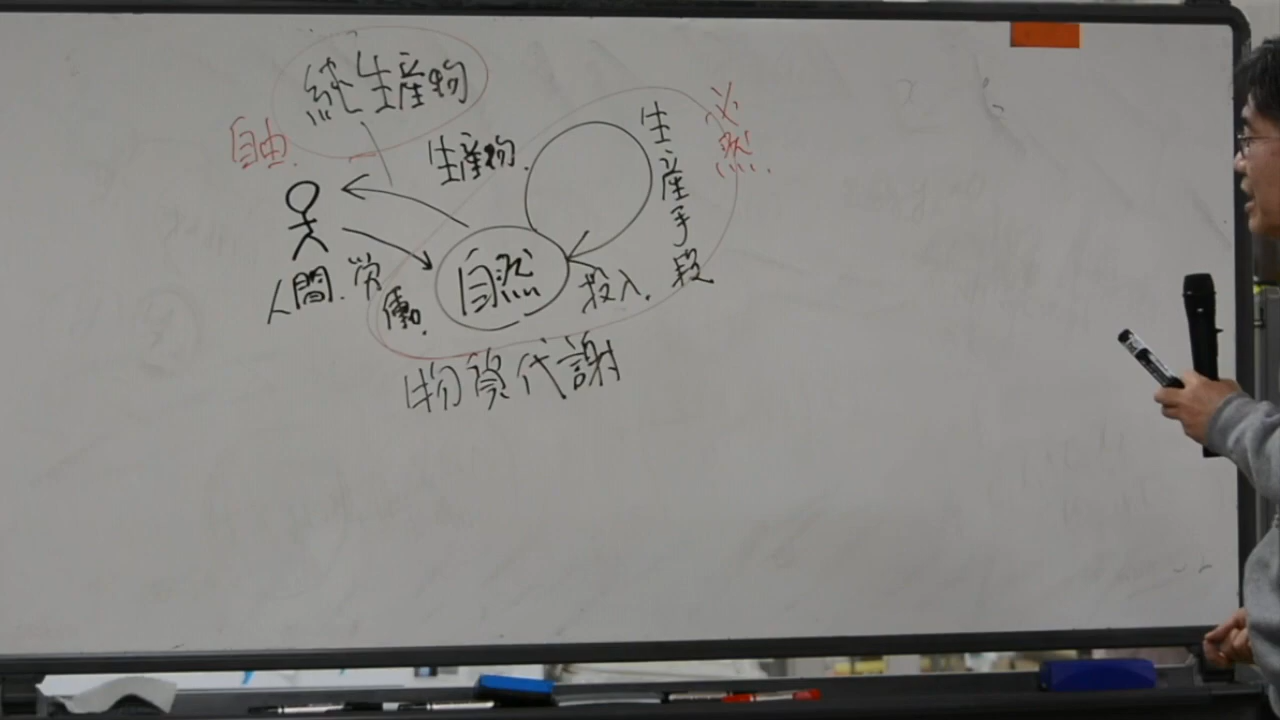 純生産物
自由.
生産物.
生産手段
必然.
人間.
労働.
自然
投入.
物質代謝